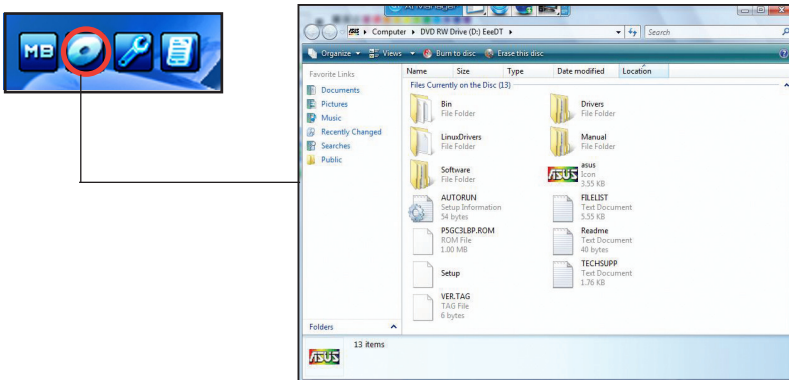 MB
AI Manager
Computer ▸ DVD RW Drive (D:) EeeDT ▸
Search
Organize Views Burn to disc Erase this disc
Favorite Links
Documents
Pictures
Music
Recently Changed
Searches
Public
Folders
Name Size Type Date modified Location
Files Currently on the Disc (13)
Bin
File Folder
Drivers
File Folder
LinuxDrivers
File Folder
Manual
File Folder
Software
File Folder
ASUS
asus
Icon
3.55 KB
AUTORUN
Setup Information
54 bytes
FILELIST
Text Document
5.55 KB
P5GC3LBP.ROM
ROM File
1.00 MB
Readme
Text Document
40 bytes
Setup
TECHSUPP
Text Document
1.76 KB
VER.TAG
TAG File
6 bytes
ASUS
13 items